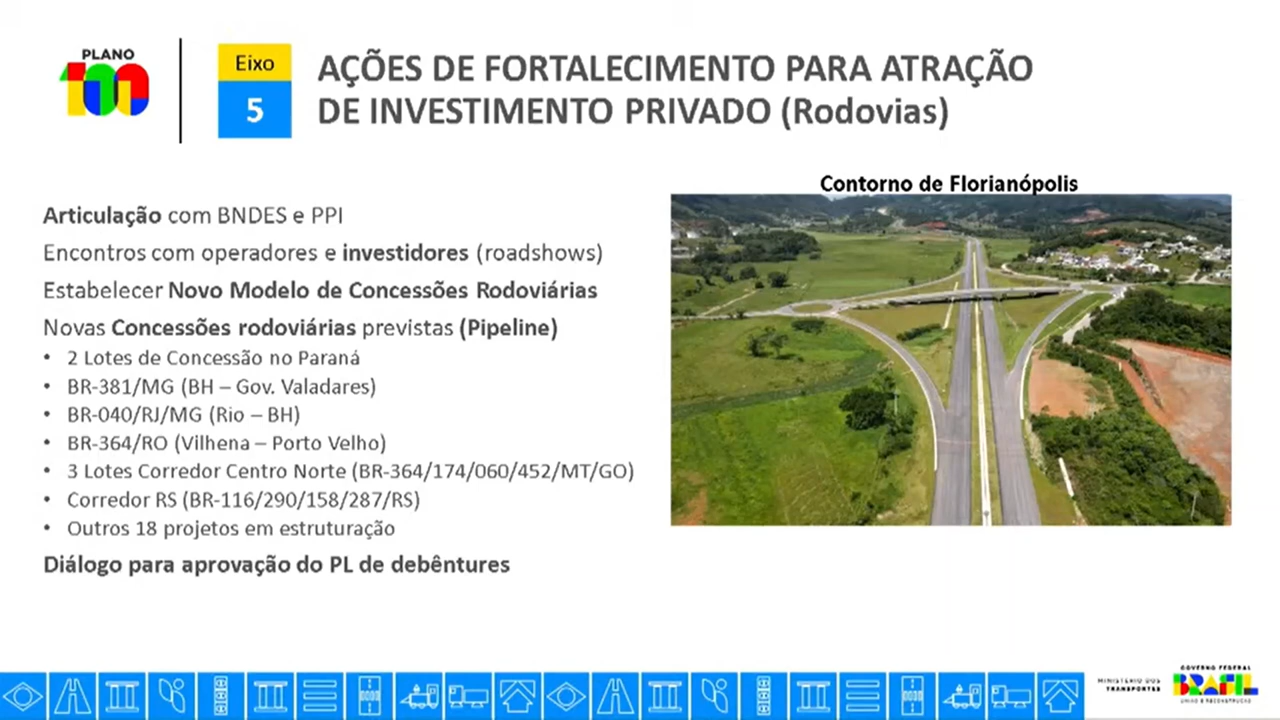 PLANO
100
Eixo
5
AÇÕES DE FORTALECIMENTO PARA ATRAÇÃO
DE INVESTIMENTO PRIVADO (Rodovias)
Contorno de Florianópolis
Articulação com BNDES e PPI
Encontros com operadores e investidores (roadshows)
Estabelecer Novo Modelo de Concessões Rodoviárias
Novas Concessões rodoviárias previstas (Pipeline)
• 2 Lotes de Concessão no Paraná
• BR-381/MG (BH – Gov. Valadares)
• BR-040/RJ/MG (Rio – BH)
• BR-364/RO (Vilhena – Porto Velho)
• 3 Lotes Corredor Centro Norte (BR-364/174/060/452/MT/GO)
• Corredor RS (BR-116/290/158/287/RS)
• Outros 18 projetos em estruturação
Diálogo para aprovação do PL de debêntures
MINISTÉRIO DOS
TRANSPORTES
GOVERNO FEDERAL
BRASIL
UNIÃO E RECONSTRUÇÃO